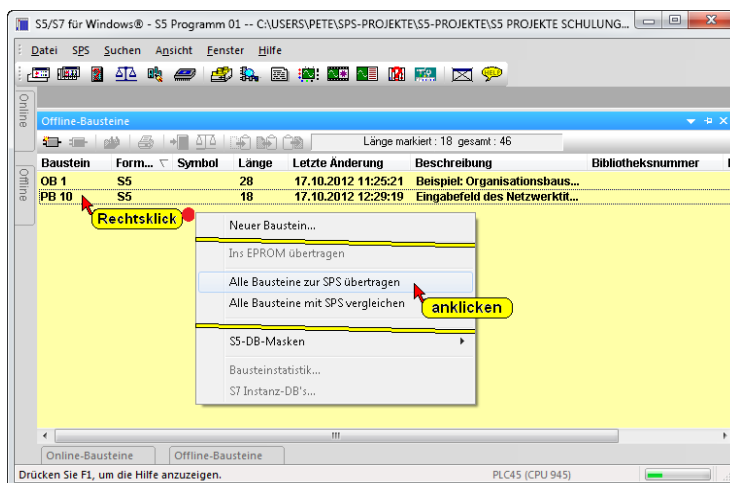 S5/S7 für Windows® - S5 Programm 01 -- C:\USERS\PETE\SPS-PROJEKTE\S5-PROJEKTE\S5 PROJEKTE SCHULUNG...
Datei SPS Suchen Ansicht Fenster Hilfe
Online
Offline
Offline-Bausteine
Länge markiert : 18 gesamt : 46
Baustein Form... Symbol Länge Letzte Änderung Beschreibung Bibliotheksnummer
OB 1 S5 28 17.10.2012 11:25:21 Beispiel: Organisationsbaus...
PB 10 S5 18 17.10.2012 12:29:19 Eingabefeld des Netzwerktit...
Rechtsklick
Neuer Baustein...
Ins EPROM übertragen
Alle Bausteine zur SPS übertragen
Alle Bausteine mit SPS vergleichen
anklicken
S5-DB-Masken
Bausteinstatistik...
S7 Instanz-DB's...
Online-Bausteine Offline-Bausteine
Drücken Sie F1, um die Hilfe anzuzeigen. PLC45 (CPU 945)